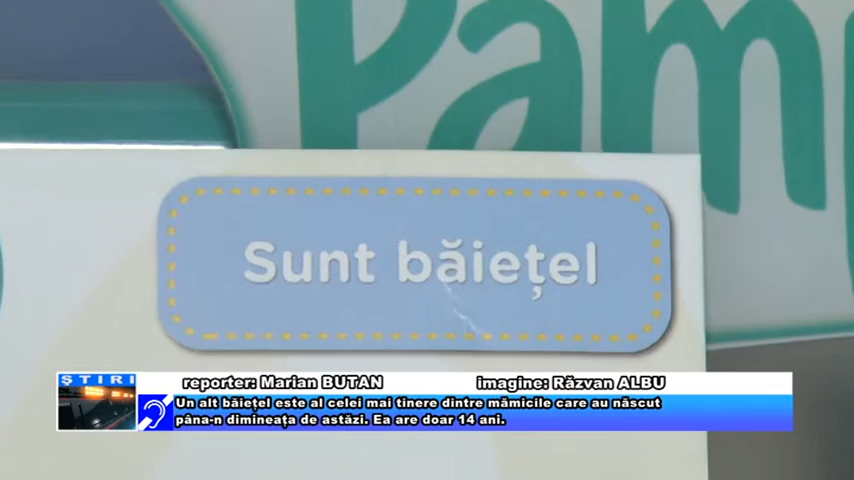 Pam
Sunt băiețel
ȘTIRI
reporter: Marian BUTAN
imagine: Răzvan ALBU
Un alt băiețel este al celei mai tinere dintre mămicile care au născut
pâna-n dimineața de astăzi. Ea are doar 14 ani.